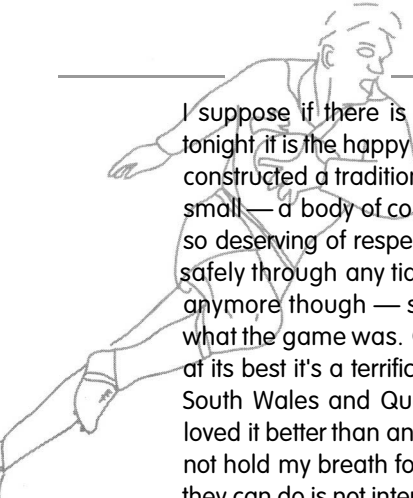 I suppose if there is
tonight it is the happy
constructed a tradition
small — a body of co
so deserving of respe
safely through any tid
anymore though — s
what the game was.
at its best it's a terrific
South Wales and Qu
loved it better than an
not hold my breath fo
they can do is not inter